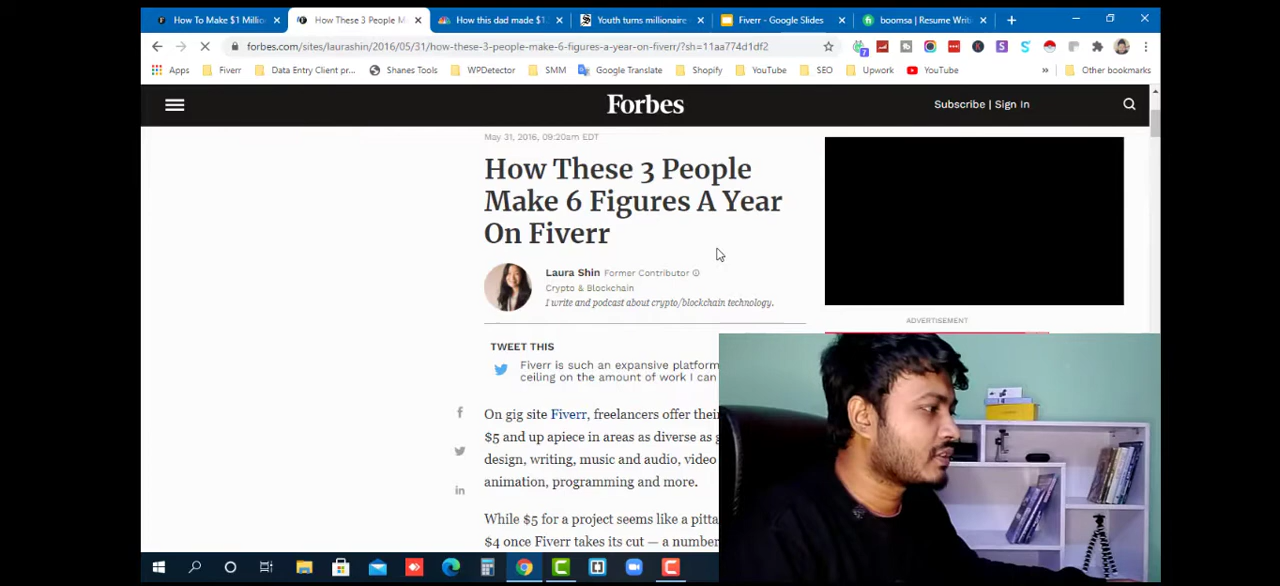 How To Make $1 Million
How These 3 People M
How this dad made $1
Youth turns millionaire
Fiverr - Google Slides
boomsa | Resume Write
forbes.com/sites/laurashin/2016/05/31/how-these-3-people-make-6-figures-a-year-on-fiverr/?sh=11aa774d1df2
Apps
Fiverr
Data Entry Client pr...
Shanes Tools
WPDetector
SMM
Google Translate
Shopify
YouTube
SEO
Upwork
YouTube
»
Other bookmarks
Forbes
Subscribe | Sign In
May 31, 2016, 09:20am EDT
How These 3 People
Make 6 Figures A Year
On Fiverr
Laura Shin Former Contributor
Crypto & Blockchain
I write and podcast about crypto/blockchain technology.
ADVERTISEMENT
TWEET THIS
Fiverr is such an expansive platform
ceiling on the amount of work I can
On gig site Fiverr, freelancers offer their
$5 and up apiece in areas as diverse as g
design, writing, music and audio, video
animation, programming and more.
While $5 for a project seems like a pitta
$4 once Fiverr takes its cut — a number